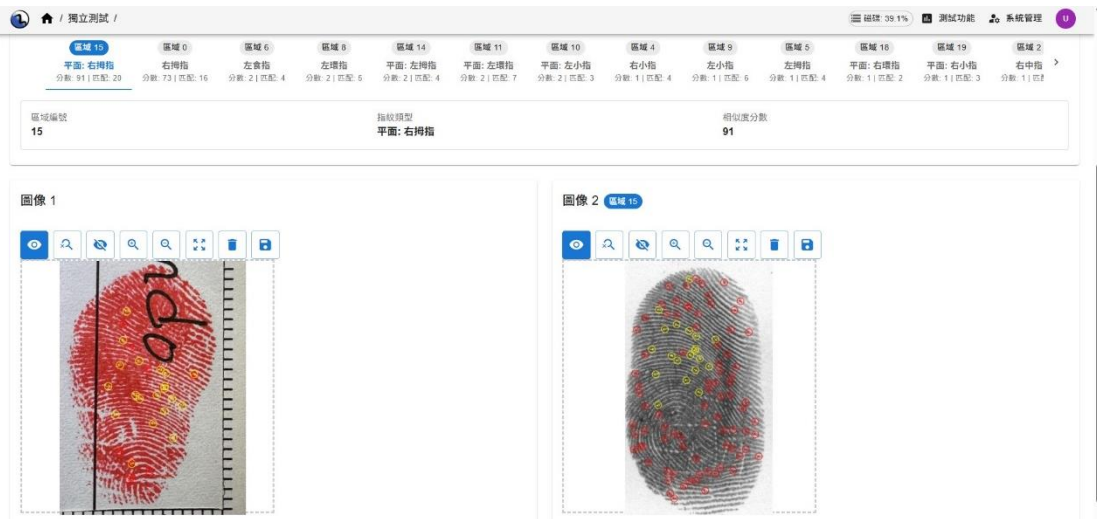 / 獨立測試 /
磁碟: 39.1%
測試功能
系統管理
U
區域 15
區域 0
區域 6
區域 8
區域 14
區域 11
區域 10
區域 4
區域 9
區域 5
區域 18
區域 19
區域 2
平面: 右拇指
右拇指
左食指
左環指
平面: 左拇指
平面: 左環指
平面: 左小指
右小指
左小指
左拇指
平面: 右環指
平面: 右小指
右中指
分數: 91 | 匹配: 20
分數: 73 | 匹配: 16
分數: 2 | 匹配: 4
分數: 2 | 匹配: 5
分數: 2 | 匹配: 4
分數: 2 | 匹配: 7
分數: 2 | 匹配: 3
分數: 1 | 匹配: 4
分數: 1 | 匹配: 6
分數: 1 | 匹配: 4
分數: 1 | 匹配: 2
分數: 1 | 匹配: 3
分數: 1 | 匹
區域編號
指紋類型
相似度分數
15
平面: 右拇指
91
圖像 1
圖像 2
區域 15
ndo